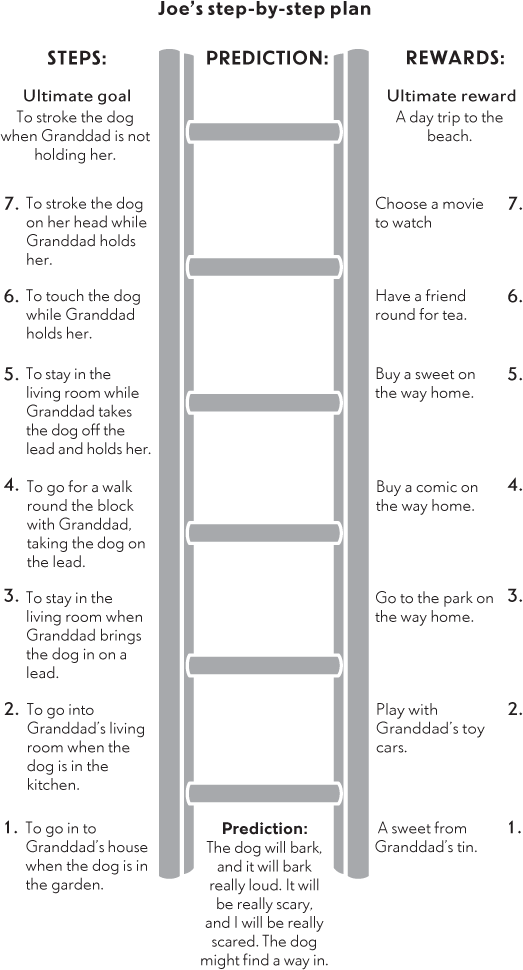 Joe's step-by-step plan
STEPS:
PREDICTION:
REWARDS:
Ultimate goal
To stroke the dog
when Granddad is not
holding her.
Ultimate reward
A day trip to the
beach.
7. To stroke the dog
on her head while
Granddad holds
her.
Choose a movie 7.
to watch
6. To touch the dog
while Granddad
holds her.
Have a friend 6.
round for tea.
5. To stay in the
living room while
Granddad takes
the dog off the
lead and holds her.
Buy a sweet on 5.
the way home.
4. To go for a walk
round the block
with Granddad,
taking the dog on
the lead.
Buy a comic on 4.
the way home.
3. To stay in the
living room when
Granddad brings
the dog in on a
lead.
Go to the park on 3.
the way home.
2. To go into
Granddad's living
room when the
dog is in the
kitchen.
Play with 2.
Granddad's toy
cars.
1. To go in to
Granddad's house
when the dog is in
the garden.
Prediction:
The dog will bark,
and it will bark
really loud. It will
be really scary,
and I will be really
scared. The dog
might find a way in.
A sweet from 1.
Granddad's tin.